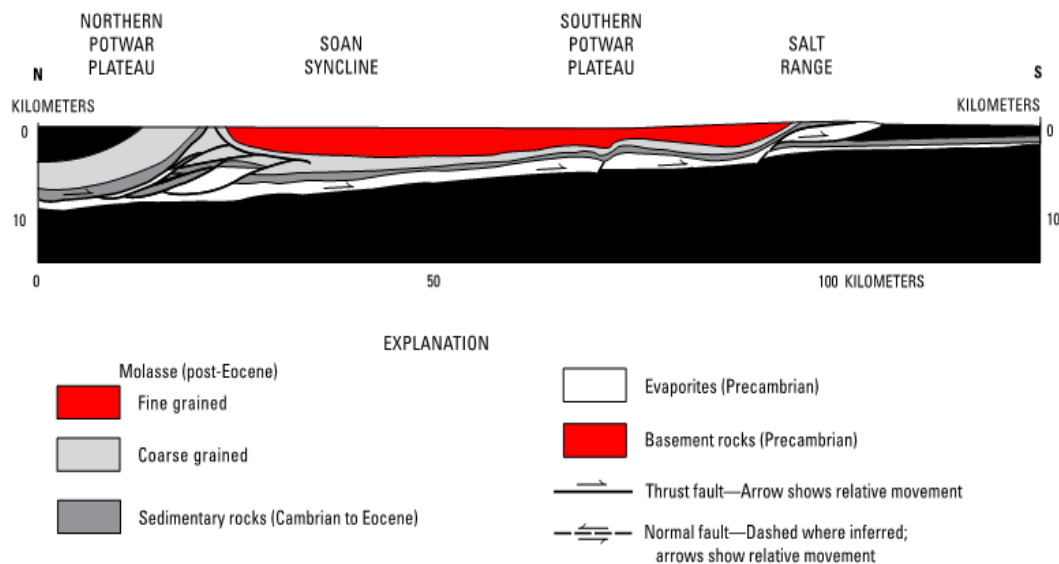 NORTHERN
POTWAR
PLATEAU
SOAN
SYNCLINE
SOUTHERN
POTWAR
PLATEAU
SALT
RANGE
N
S
KILOMETERS
KILOMETERS
0
0
10
10
0
50
100 KILOMETERS
EXPLANATION
Molasse (post-Eocene)
Fine grained
Coarse grained
Sedimentary rocks (Cambrian to Eocene)
Evaporites (Precambrian)
Basement rocks (Precambrian)
Thrust fault—Arrow shows relative movement
Normal fault—Dashed where inferred;
arrows show relative movement